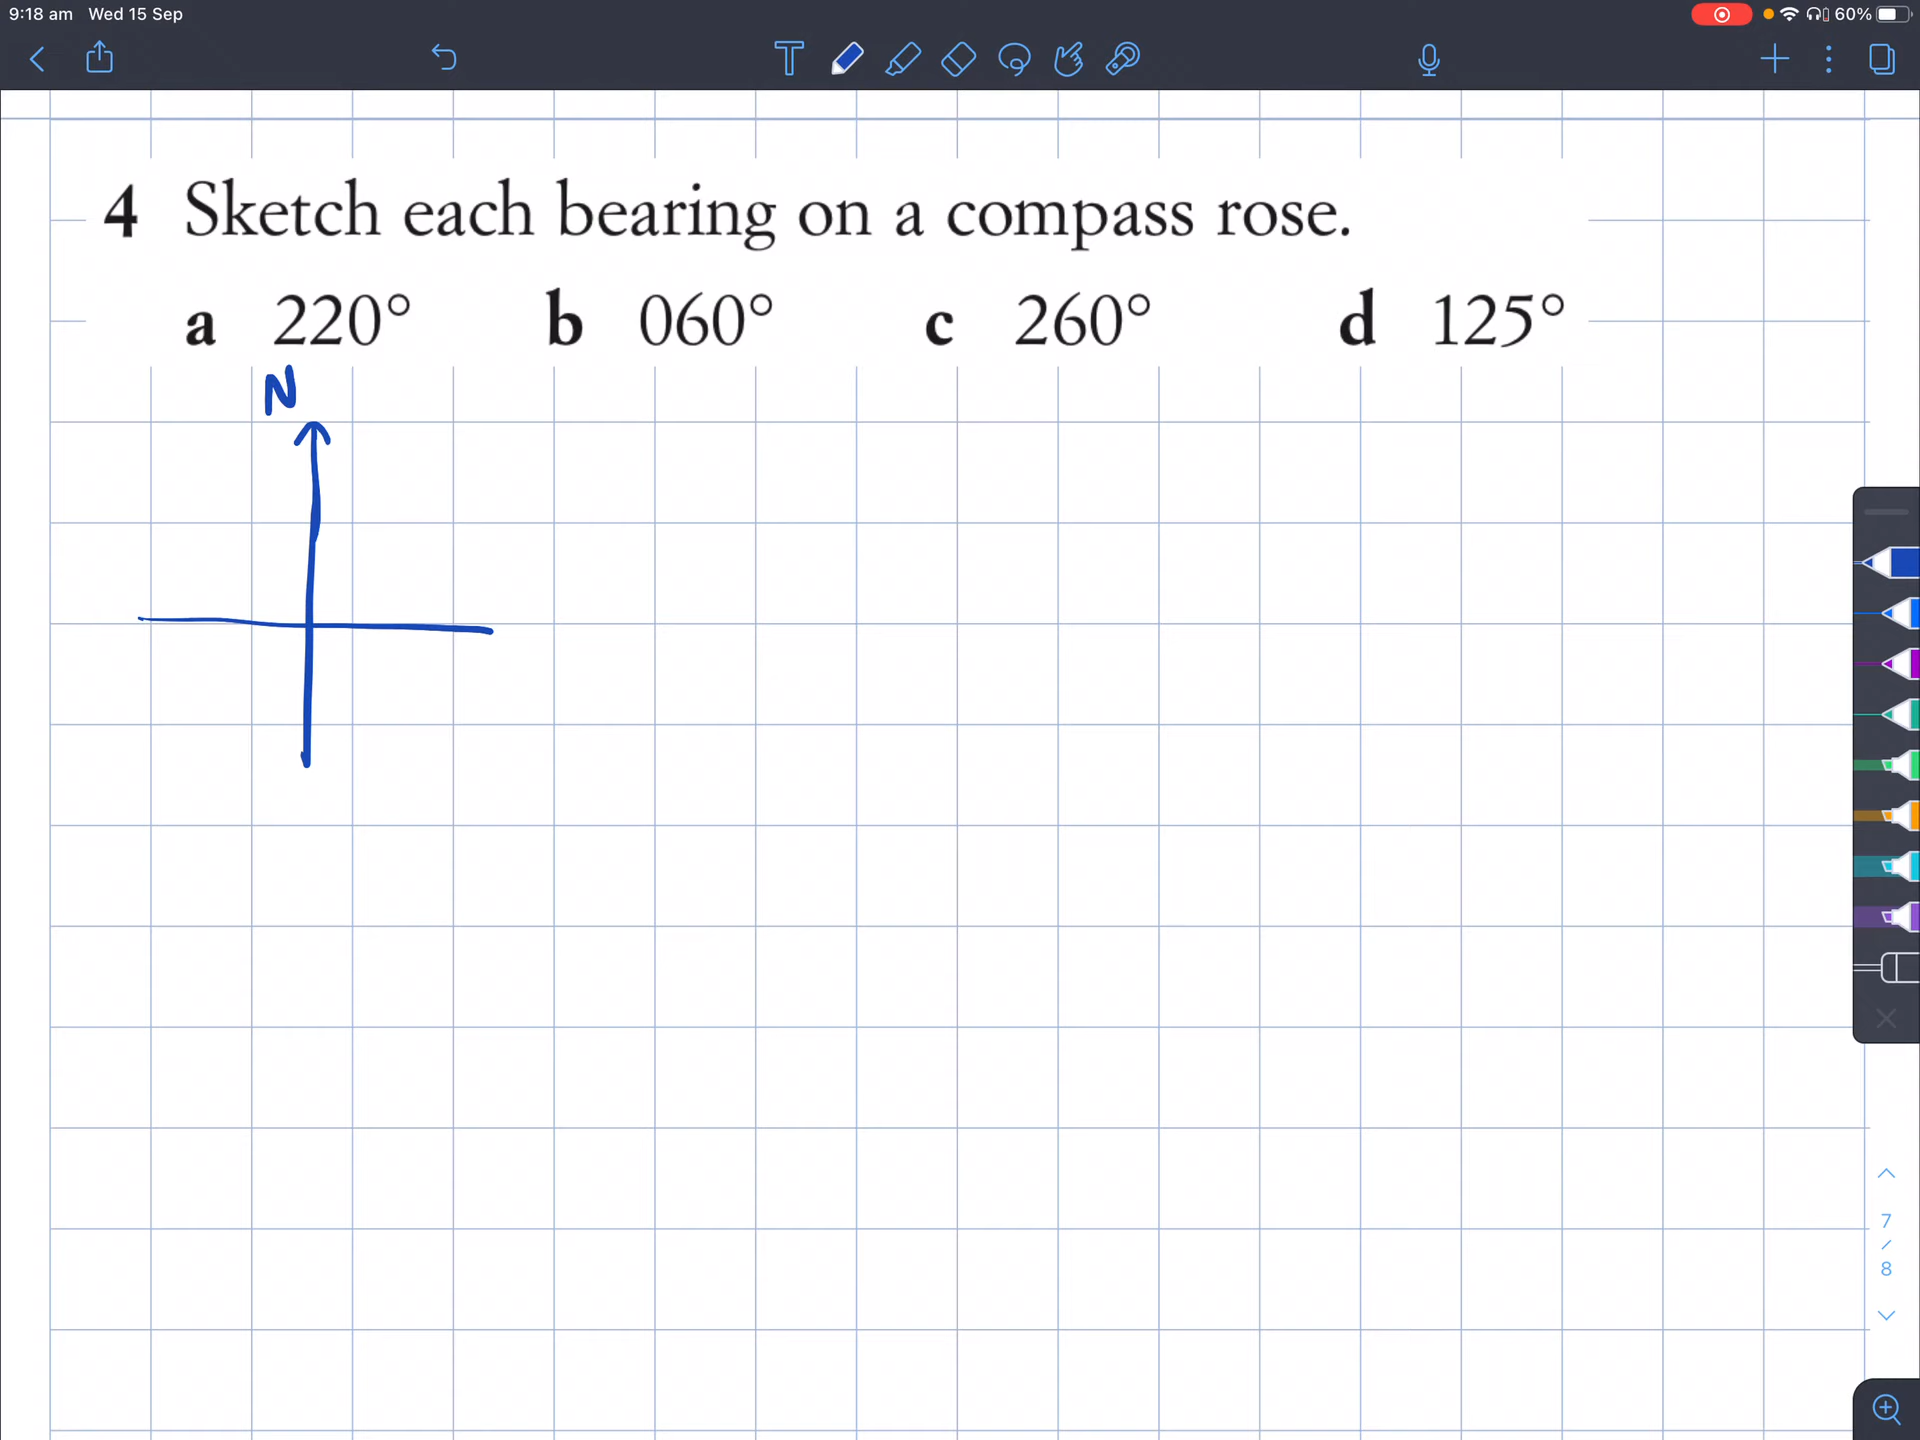 9:18 am Wed 15 Sep
60%
4 Sketch each bearing on a compass rose.
a 220° b 060° c 260° d 125°
N
7
/
8